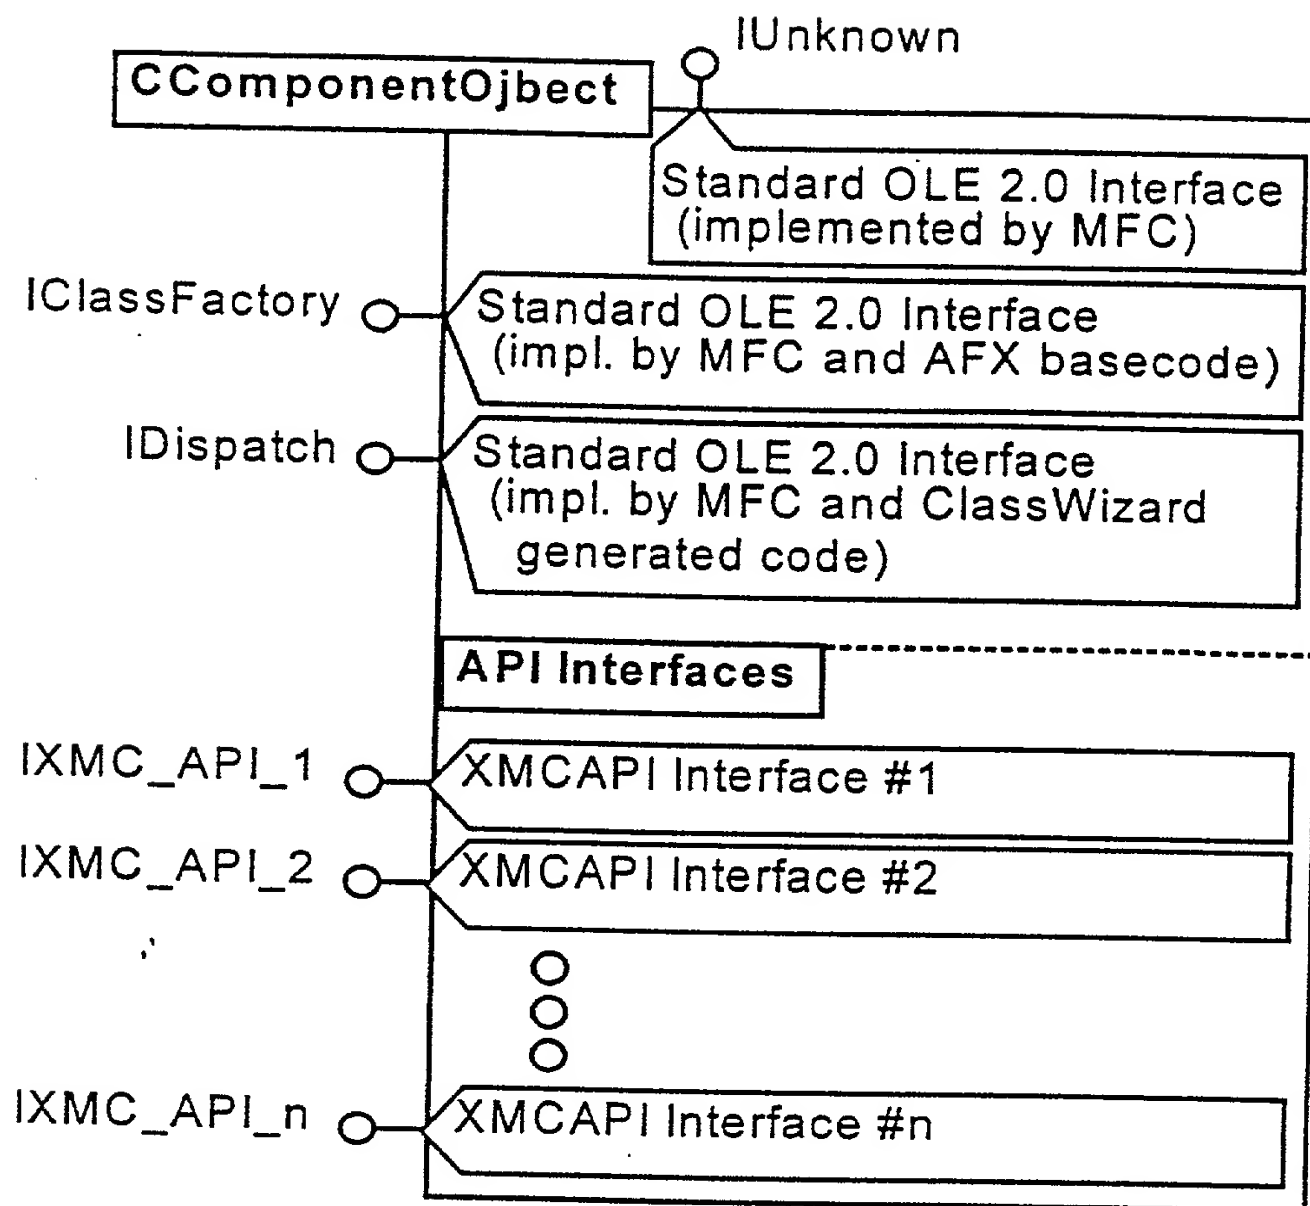 IUnknown
CComponentOjbect
Standard OLE 2.0 Interface
(implemented by MFC)
IClassFactory
Standard OLE 2.0 Interface
(impl. by MFC and AFX basecode)
IDispatch
Standard OLE 2.0 Interface
(impl. by MFC and ClassWizard
generated code)
API Interfaces
IXMC_API_1
XMCAPI Interface #1
IXMC_API_2
XMCAPI Interface #2
IXMC_API_n
XMCAPI Interface #n